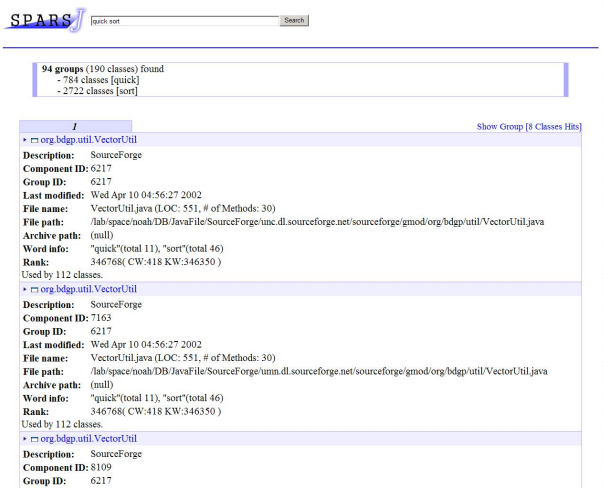 SPARS J
quick sort
Search
94 groups (190 classes) found
- 784 classes [quick]
- 2722 classes [sort]
1
Show Group [8 Classes Hits]
org.bdgp.util.VectorUtil
Description: SourceForge
Component ID: 6217
Group ID: 6217
Last modified: Wed Apr 10 04:56:27 2002
File name: VectorUtil.java (LOC: 551, # of Methods: 30)
File path: /lab/space/noah/DB/JavaFile/SourceForge/unc.dl.sourceforge.net/sourceforge/gmod/org/bdgp/util/VectorUtil.java
Archive path: (null)
Word info: "quick"(total 11), "sort"(total 46)
Rank: 346768( CW:418 KW:346350 )
Used by 112 classes.
org.bdgp.util.VectorUtil
Description: SourceForge
Component ID: 7163
Group ID: 6217
Last modified: Wed Apr 10 04:56:27 2002
File name: VectorUtil.java (LOC: 551, # of Methods: 30)
File path: /lab/space/noah/DB/JavaFile/SourceForge/umn.dl.sourceforge.net/sourceforge/gmod/org/bdgp/util/VectorUtil.java
Archive path: (null)
Word info: "quick"(total 11), "sort"(total 46)
Rank: 346768( CW:418 KW:346350 )
Used by 112 classes.
org.bdgp.util.VectorUtil
Description: SourceForge
Component ID: 8109
Group ID: 6217